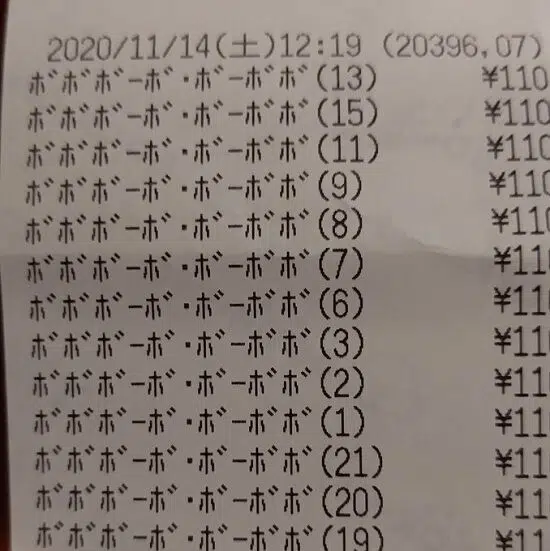 2020/11/14(土)12:19 (20396,07)
ボボボーボ・ボーボボ(13) ¥110
ボボボーボ・ボーボボ(15) ¥110
ボボボーボ・ボーボボ(11) ¥110
ボボボーボ・ボーボボ(9) ¥110
ボボボーボ・ボーボボ(8) ¥110
ボボボーボ・ボーボボ(7) ¥110
ボボボーボ・ボーボボ(6) ¥110
ボボボーボ・ボーボボ(3) ¥11
ボボボーボ・ボーボボ(2) ¥11
ボボボーボ・ボーボボ(1) ¥11
ボボボーボ・ボーボボ(21) ¥11
ボボボーボ・ボーボボ(20) ¥11
ボボボーボ・ボーボボ(19) ¥11